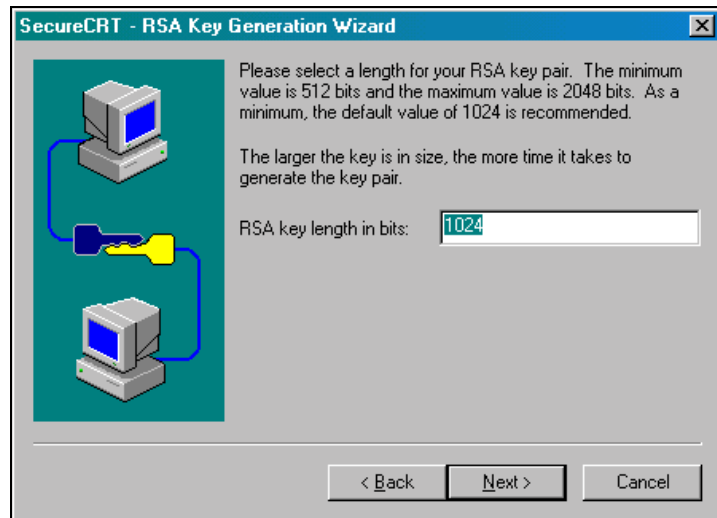 SecureCRT - RSA Key Generation Wizard
Please select a length for your RSA key pair. The minimum
value is 512 bits and the maximum value is 2048 bits. As a
minimum, the default value of 1024 is recommended.
The larger the key is in size, the more time it takes to
generate the key pair.
RSA key length in bits: 1024
< Back Next > Cancel